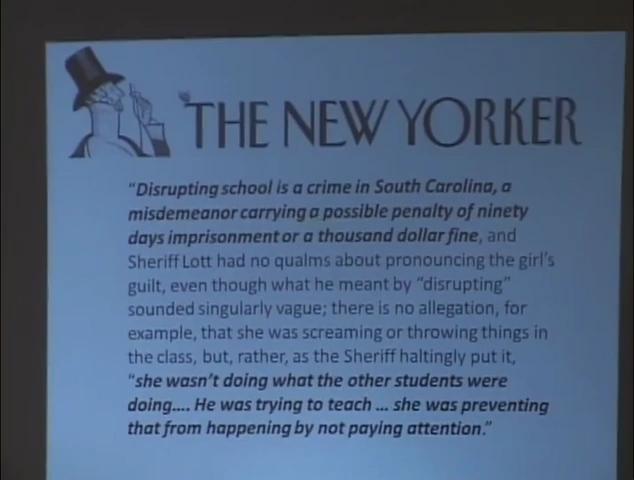 THE NEW YORKER
“Disrupting school is a crime in South Carolina, a
misdemeanor carrying a possible penalty of ninety
days imprisonment or a thousand dollar fine, and
Sheriff Lott had no qualms about pronouncing the girl’s
guilt, even though what he meant by “disrupting”
sounded singularly vague; there is no allegation, for
example, that she was screaming or throwing things in
the class, but, rather, as the Sheriff haltingly put it,
“she wasn’t doing what the other students were
doing…. He was trying to teach … she was preventing
that from happening by not paying attention.”